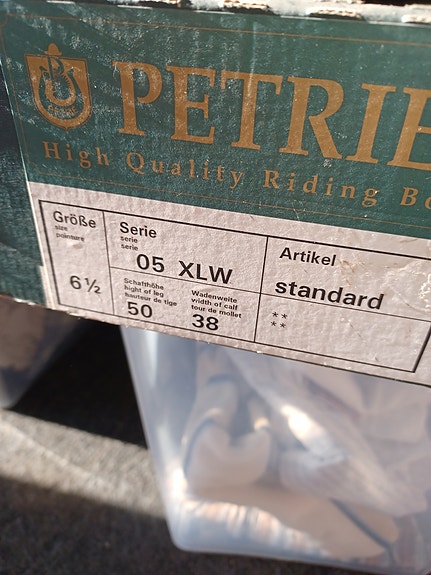 PETRIE
High Quality Riding Bo
Größe
size
pointure
6½
Serie
serie
serie
05 XLW
Schafthöhe
hight of leg
hauteur de tige
50
Wadenweite
width of calf
tour de mollet
38
Artikel
standard
**
**